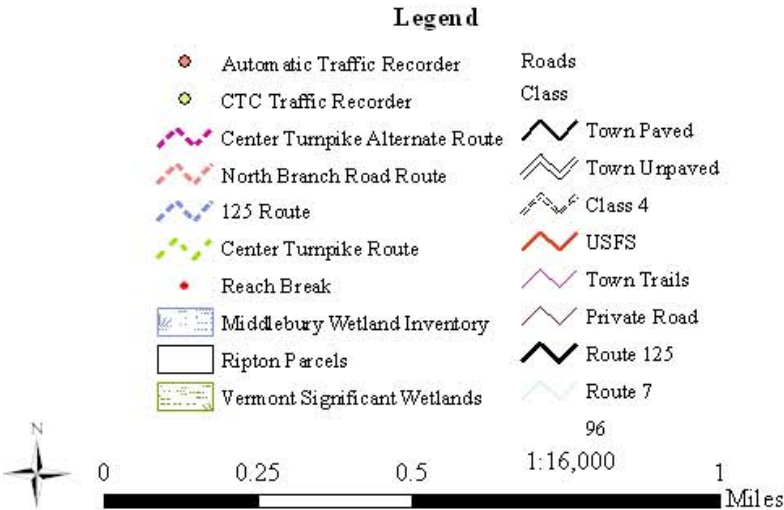 Legend
Automatic Traffic Recorder
CTC Traffic Recorder
Center Turnpike Alternate Route
North Branch Road Route
125 Route
Center Turnpike Route
Reach Break
Middlebury Wetland Inventory
Ripton Parcels
Vermont Significant Wetlands
Roads
Class
Town Paved
Town Unpaved
Class 4
USFS
Town Trails
Private Road
Route 125
Route 7
96
1:16,000
N
0 0.25 0.5 1
Miles